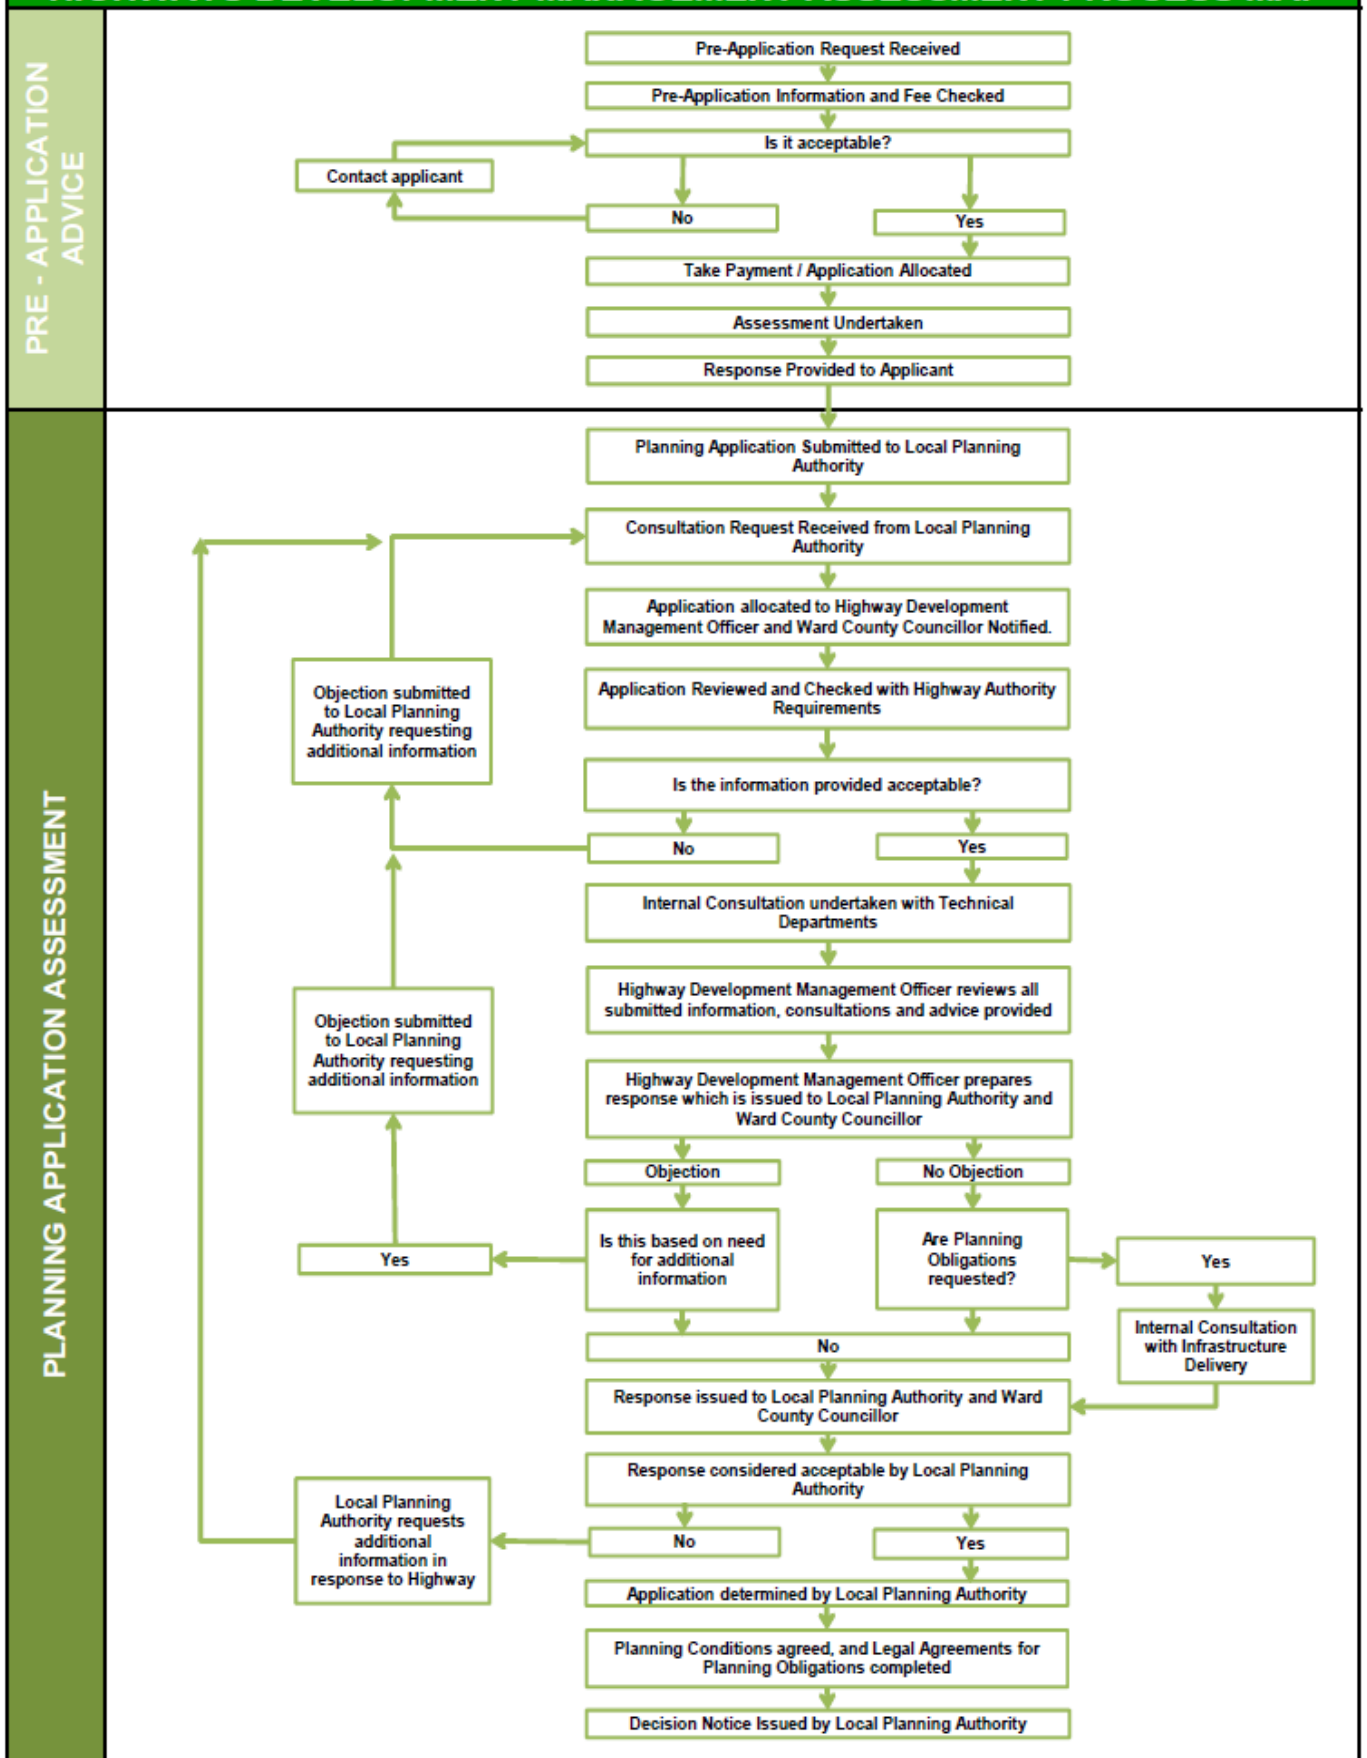 PRE - APPLICATION
ADVICE
Pre-Application Request Received
Pre-Application Information and Fee Checked
Is it acceptable?
Contact applicant
No
Yes
Take Payment / Application Allocated
Assessment Undertaken
Response Provided to Applicant
PLANNING APPLICATION ASSESSMENT
Planning Application Submitted to Local Planning
Authority
Consultation Request Received from Local Planning
Authority
Application allocated to Highway Development
Management Officer and Ward County Councillor Notified.
Objection submitted
to Local Planning
Authority requesting
additional information
Application Reviewed and Checked with Highway Authority
Requirements
Is the information provided acceptable?
No
Yes
Internal Consultation undertaken with Technical
Departments
Highway Development Management Officer reviews all
submitted information, consultations and advice provided
Objection submitted
to Local Planning
Authority requesting
additional information
Highway Development Management Officer prepares
response which is issued to Local Planning Authority and
Ward County Councillor
Objection
No Objection
Yes
Is this based on need
for additional
information
Are Planning
Obligations
requested?
Yes
Internal Consultation
with Infrastructure
Delivery
No
Response issued to Local Planning Authority and Ward
County Councillor
Response considered acceptable by Local Planning
Authority
Local Planning
Authority requests
additional
information in
response to Highway
No
Yes
Application determined by Local Planning Authority
Planning Conditions agreed, and Legal Agreements for
Planning Obligations completed
Decision Notice Issued by Local Planning Authority